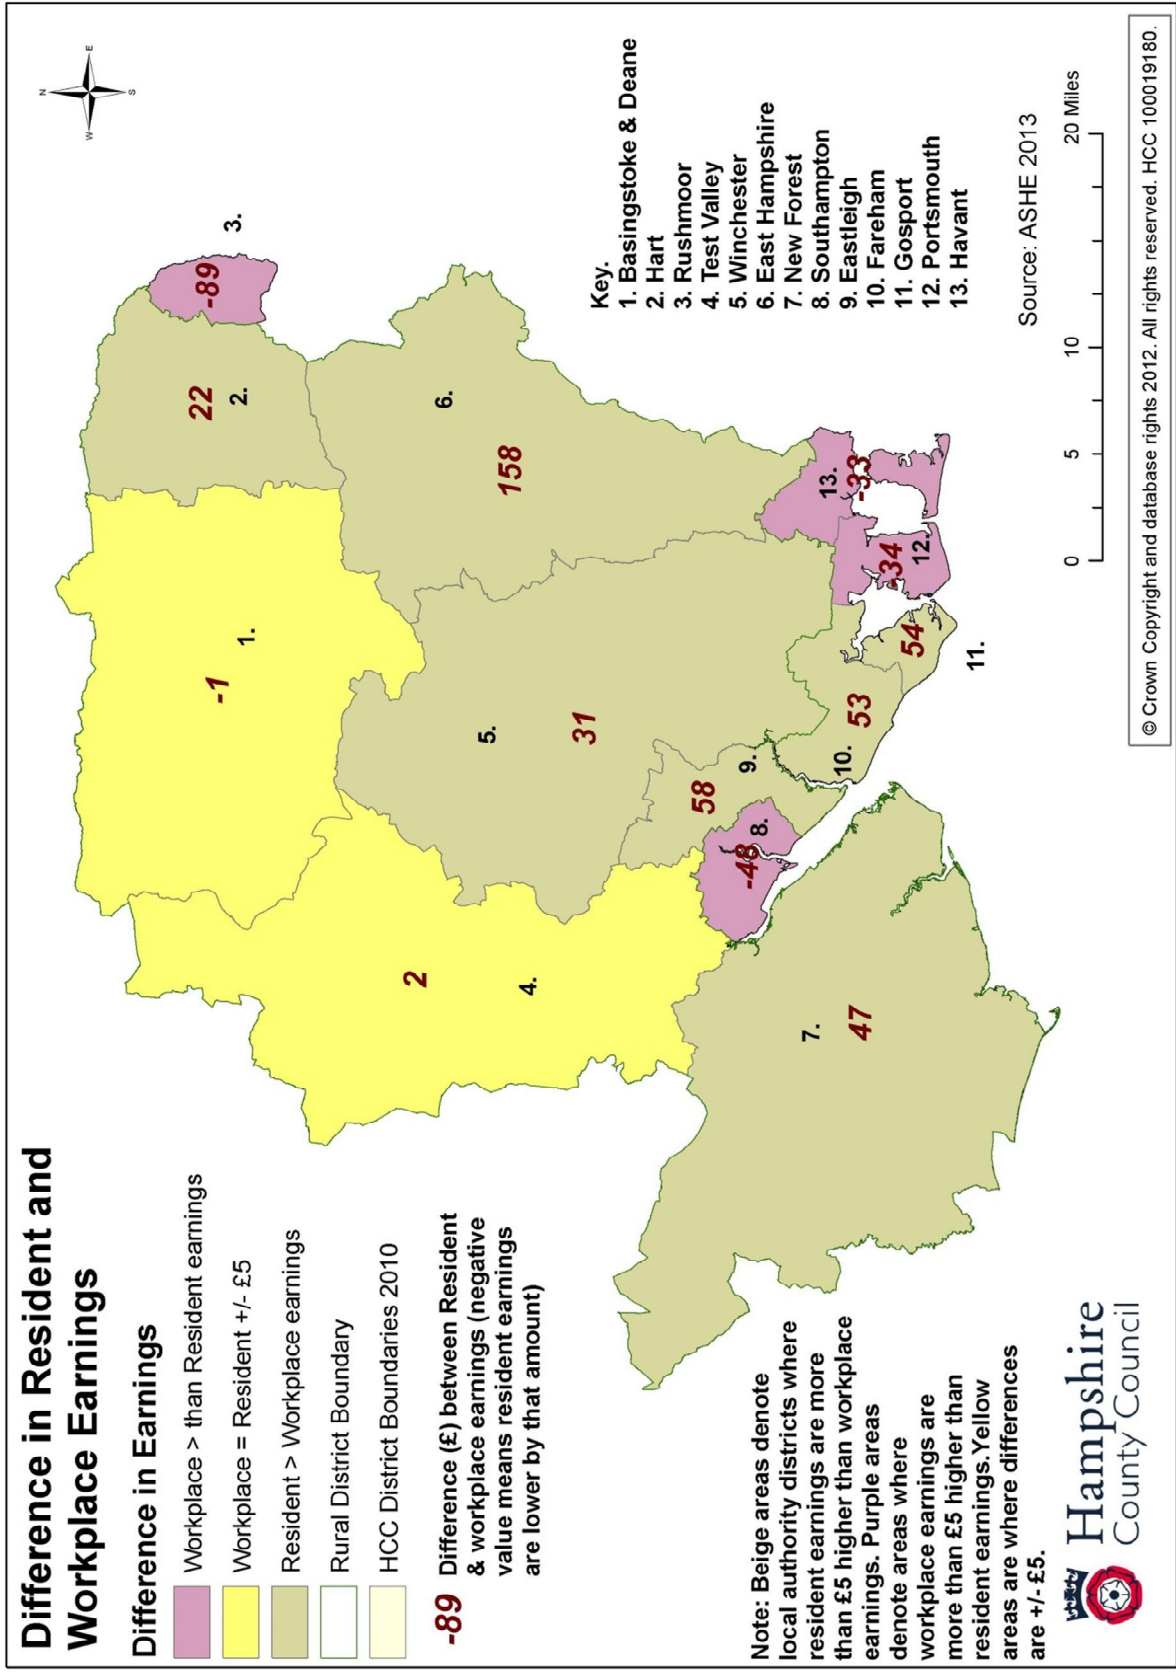 Difference in Resident and
Workplace Earnings
Difference in Earnings
Workplace > than Resident earnings
Workplace = Resident +/- £5
Resident > Workplace earnings
Rural District Boundary
HCC District Boundaries 2010
-89 Difference (£) between Resident
& workplace earnings (negative
value means resident earnings
are lower by that amount)
N
W E
S
-1
1.
22
2.
-89
3.
2
4.
5.
31
6.
158
7.
47
-48
8.
58
9.
10.
53
54
11.
-34
12.
13.
-33
Key.
1. Basingstoke & Deane
2. Hart
3. Rushmoor
4. Test Valley
5. Winchester
6. East Hampshire
7. New Forest
8. Southampton
9. Eastleigh
10. Fareham
11. Gosport
12. Portsmouth
13. Havant
Source: ASHE 2013
0 5 10 20 Miles
Note: Beige areas denote
local authority districts where
resident earnings are more
than £5 higher than workplace
earnings. Purple areas
denote areas where
workplace earnings are
more than £5 higher than
resident earnings.Yellow
areas are where differences
are +/- £5.
Hampshire
County Council
© Crown Copyright and database rights 2012. All rights reserved. HCC 100019180.